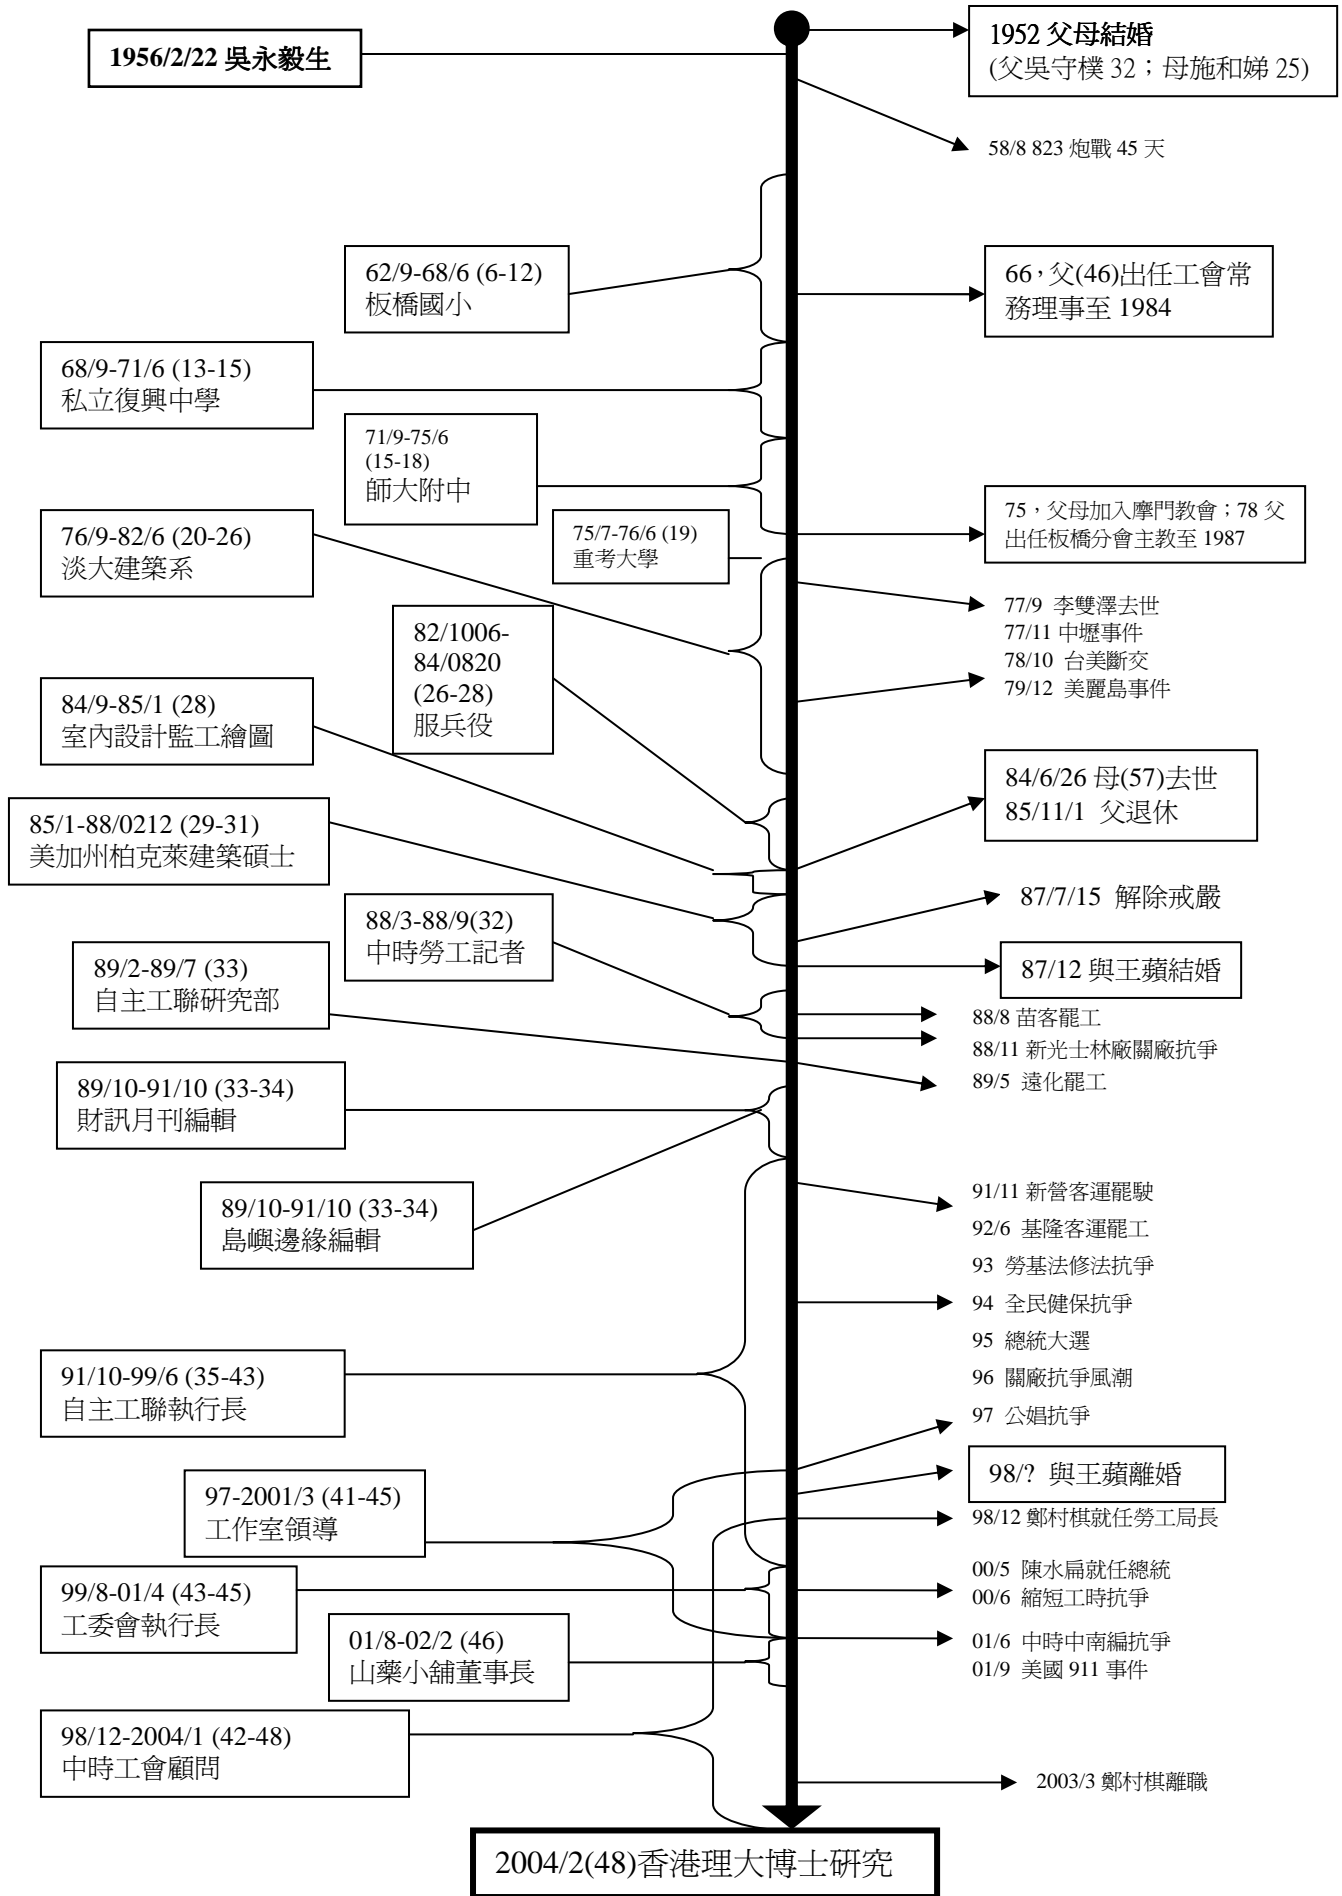 1952 父母結婚
(父吳守樸 32；母施和娣 25)
1956/2/22 吳永毅生
58/8 823 炮戰 45 天
62/9-68/6 (6-12)
板橋國小
66，父(46)出任工會常
務理事至 1984
68/9-71/6 (13-15)
私立復興中學
71/9-75/6
(15-18)
師大附中
75，父母加入摩門教會；78 父
出任板橋分會主教至 1987
76/9-82/6 (20-26)
淡大建築系
75/7-76/6 (19)
重考大學
77/9 李雙澤去世
77/11 中壢事件
78/10 台美斷交
79/12 美麗島事件
82/1006-
84/0820
(26-28)
服兵役
84/9-85/1 (28)
室內設計監工繪圖
84/6/26 母(57)去世
85/11/1 父退休
85/1-88/0212 (29-31)
美加州柏克萊建築碩士
87/7/15 解除戒嚴
88/3-88/9(32)
中時勞工記者
89/2-89/7 (33)
自主工聯研究部
87/12 與王蘋結婚
88/8 苗客罷工
88/11 新光士林廠關廠抗爭
89/5 遠化罷工
89/10-91/10 (33-34)
財訊月刊編輯
89/10-91/10 (33-34)
島嶼邊緣編輯
91/11 新營客運罷駛
92/6 基隆客運罷工
93 勞基法修法抗爭
94 全民健保抗爭
95 總統大選
96 關廠抗爭風潮
97 公娼抗爭
91/10-99/6 (35-43)
自主工聯執行長
98/? 與王蘋離婚
97-2001/3 (41-45)
工作室領導
98/12 鄭村棋就任勞工局長
99/8-01/4 (43-45)
工委會執行長
00/5 陳水扁就任總統
00/6 縮短工時抗爭
01/8-02/2 (46)
山藥小舖董事長
01/6 中時中南編抗爭
01/9 美國 911 事件
98/12-2004/1 (42-48)
中時工會顧問
2003/3 鄭村棋離職
2004/2(48)香港理大博士研究